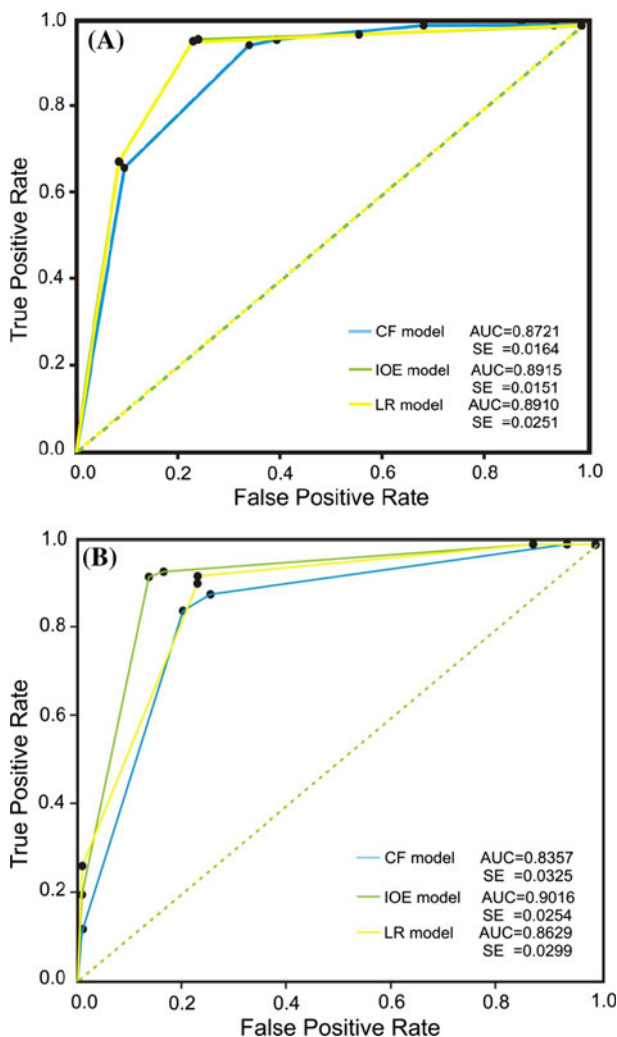 (A)
True Positive Rate
1.0
0.8
0.6
0.4
0.2
0.0
CF model AUC=0.8721
SE =0.0164
IOE model AUC=0.8915
SE =0.0151
LR model AUC=0.8910
SE =0.0251
0.0 0.2 0.4 0.6 0.8 1.0
False Positive Rate
(B)
True Positive Rate
1.0
0.8
0.6
0.4
0.2
0.0
CF model AUC=0.8357
SE =0.0325
IOE model AUC=0.9016
SE =0.0254
LR model AUC=0.8629
SE =0.0299
0.0 0.2 0.4 0.6 0.8 1.0
False Positive Rate